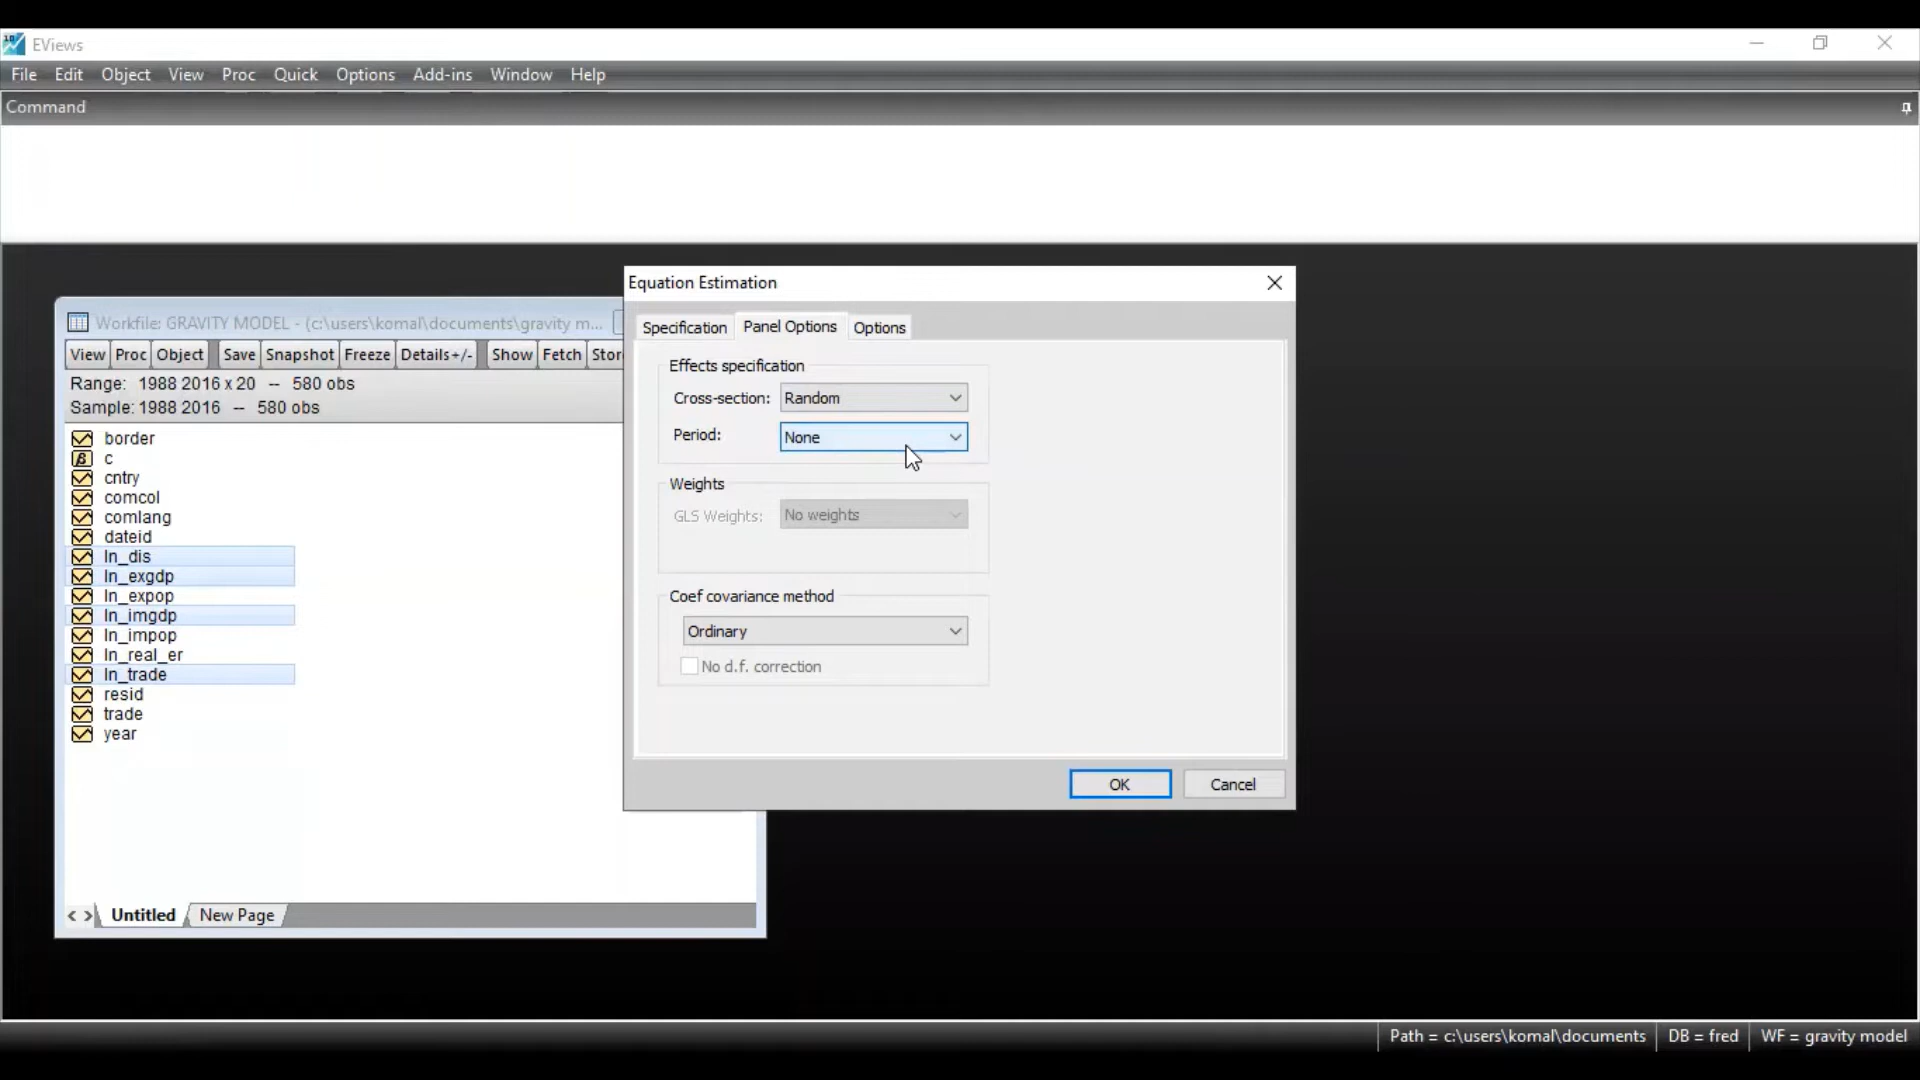 EViews
File Edit Object View Proc Quick Options Add-ins Window Help
Command
Equation Estimation
Specification Panel Options Options
Effects specification
Cross-section: Random
Period: None
Weights
GLS Weights: No weights
Coef covariance method
Ordinary
No d.f. correction
OK Cancel
Workfile: GRAVITY MODEL - (c:\users\komal\documents\gravity m...
View Proc Object Save Snapshot Freeze Details+/- Show Fetch Stor
Range: 1988 2016 x 20 -- 580 obs
Sample: 1988 2016 -- 580 obs
border
β c
cntry
comcol
comlang
dateid
ln_dis
ln_exgdp
ln_expop
ln_imgdp
ln_impop
ln_real_er
ln_trade
resid
trade
year
< > Untitled New Page
Path = c:\users\komal\documents DB = fred WF = gravity model